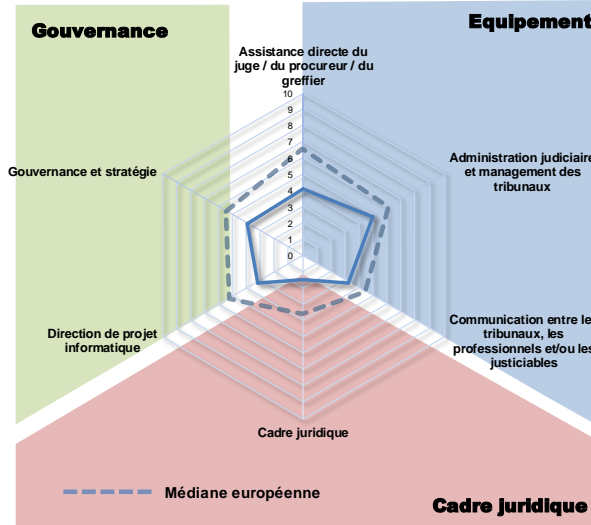 Gouvernance
Equipement
Assistance directe du
juge / du procureur / du
greffier
10
9
8
7
6
5
4
3
2
1
0
Gouvernance et stratégie
Administration judiciaire
et management des
tribunaux
Direction de projet
informatique
Communication entre le
tribunaux, les
professionnels et/ou les
justiciables
Cadre juridique
Médiane européenne
Cadre juridique